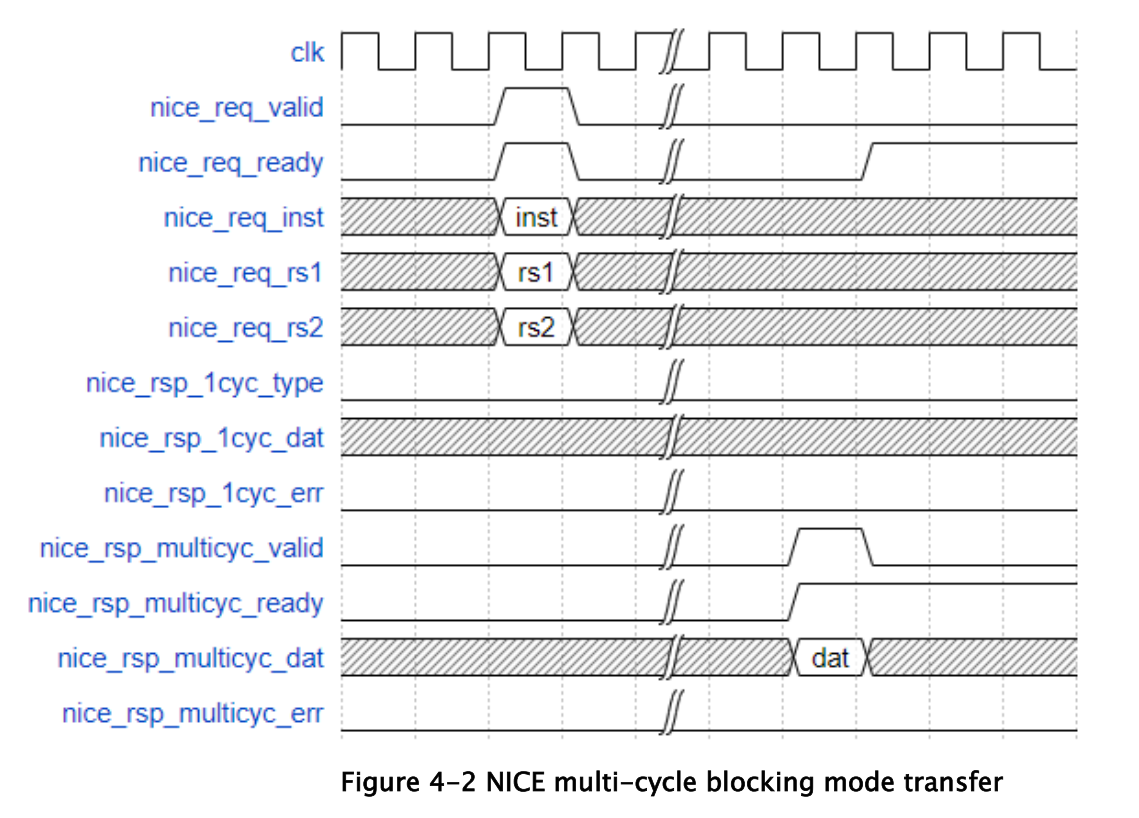 clk
nice_req_valid
nice_req_ready
nice_req_inst inst
nice_req_rs1 rs1
nice_req_rs2 rs2
nice_rsp_1cyc_type
nice_rsp_1cyc_dat
nice_rsp_1cyc_err
nice_rsp_multicyc_valid
nice_rsp_multicyc_ready
nice_rsp_multicyc_dat dat
nice_rsp_multicyc_err
Figure 4-2 NICE multi-cycle blocking mode transfer